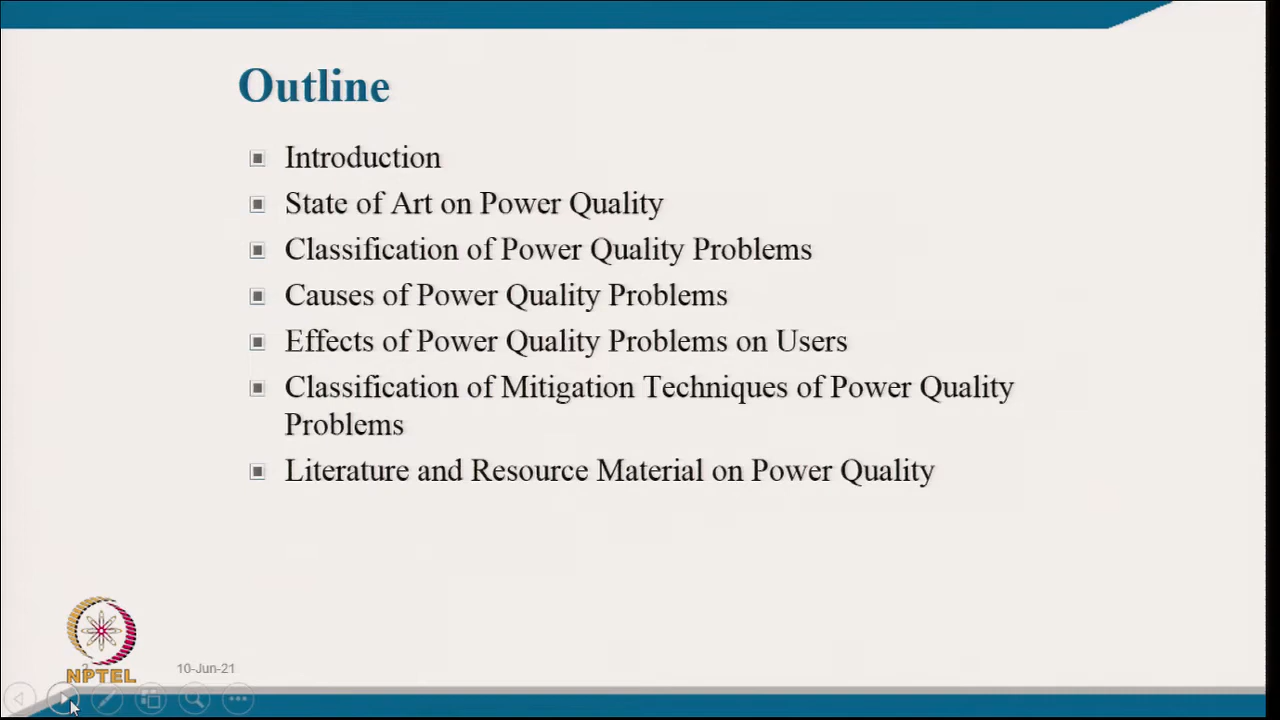 Outline
Introduction
State of Art on Power Quality
Classification of Power Quality Problems
Causes of Power Quality Problems
Effects of Power Quality Problems on Users
Classification of Mitigation Techniques of Power Quality
Problems
Literature and Resource Material on Power Quality
10-Jun-21
NPTEL